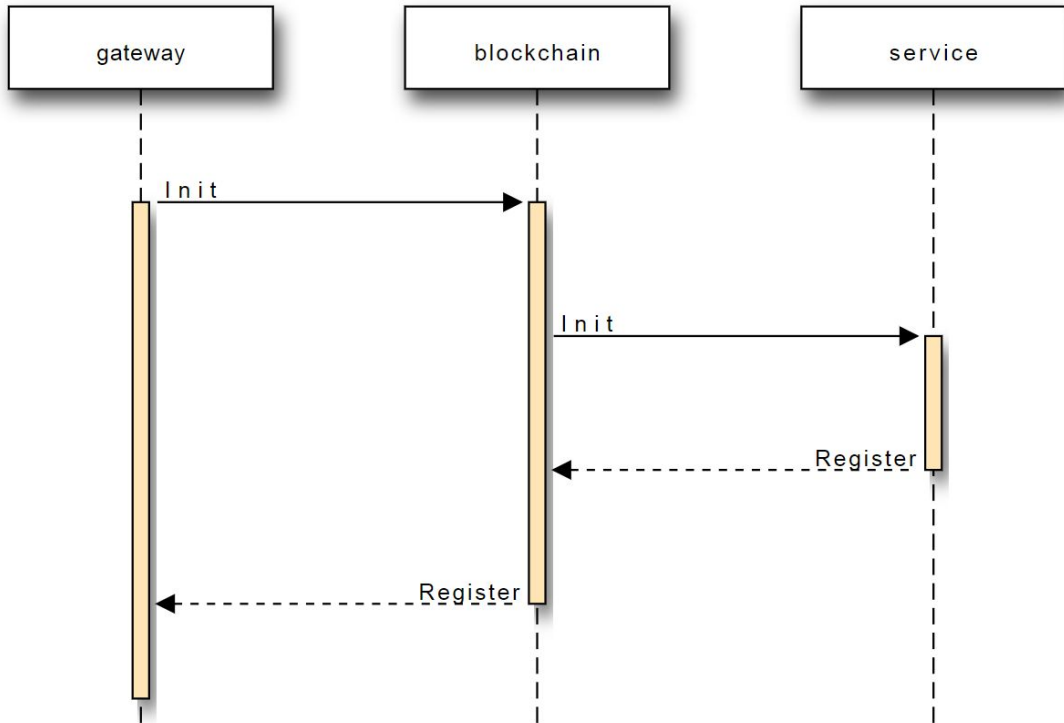 gateway
blockchain
service
Init
Init
Register
Register